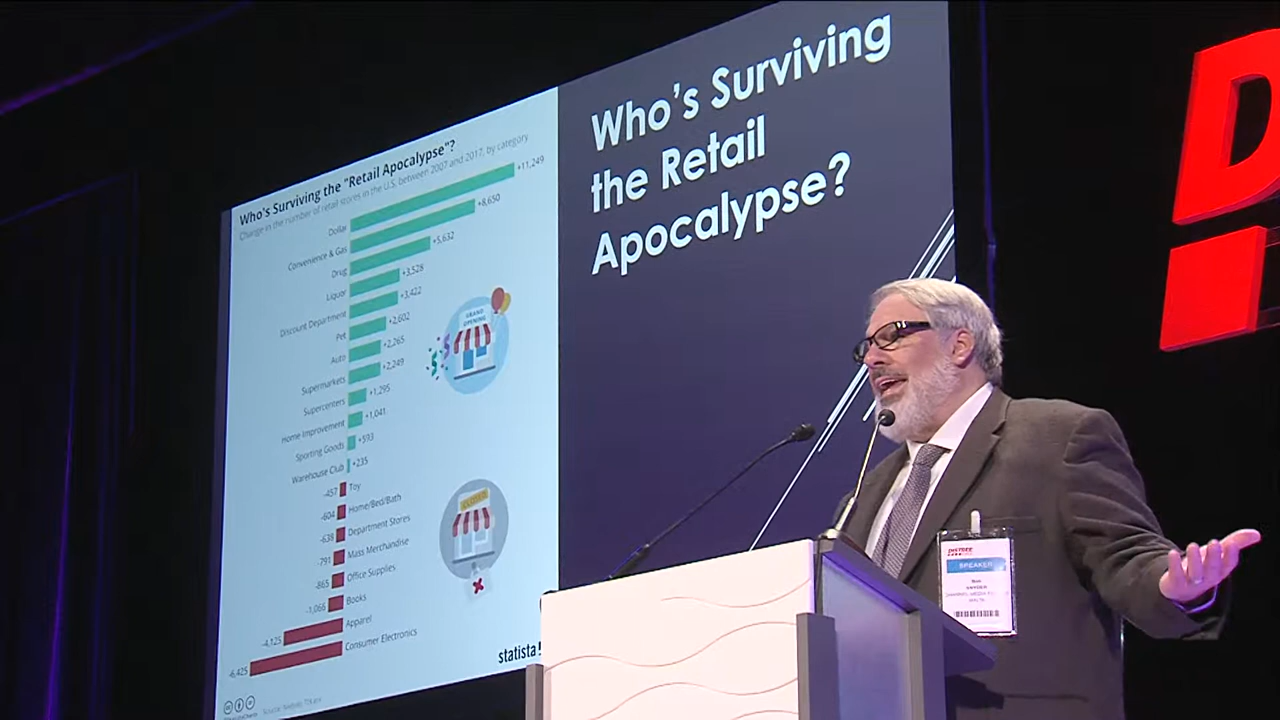 Who's Surviving the "Retail Apocalypse"?
Change in the number of retail stores in the U.S. between 2007 and 2017, by category
Dollar +11,249
Convenience & Gas +8,650
Drug +5,632
Liquor +3,528
Discount Department +3,422
Pet +2,602
Auto +2,265
Supermarkets +2,249
Supercenters +1,295
Home Improvement +1,041
Sporting Goods +593
Warehouse Club +235
-457 Toy
-604 Home/Bed/Bath
-638 Department Stores
-791 Mass Merchandise
-865 Office Supplies
-1,066 Books
-4,125 Apparel
-6,425 Consumer Electronics
GRAND
OPENING
CLOSED
statista
Who's Surviving
the Retail
Apocalypse?
D
DISTREE
SPEAKER
SNYDER